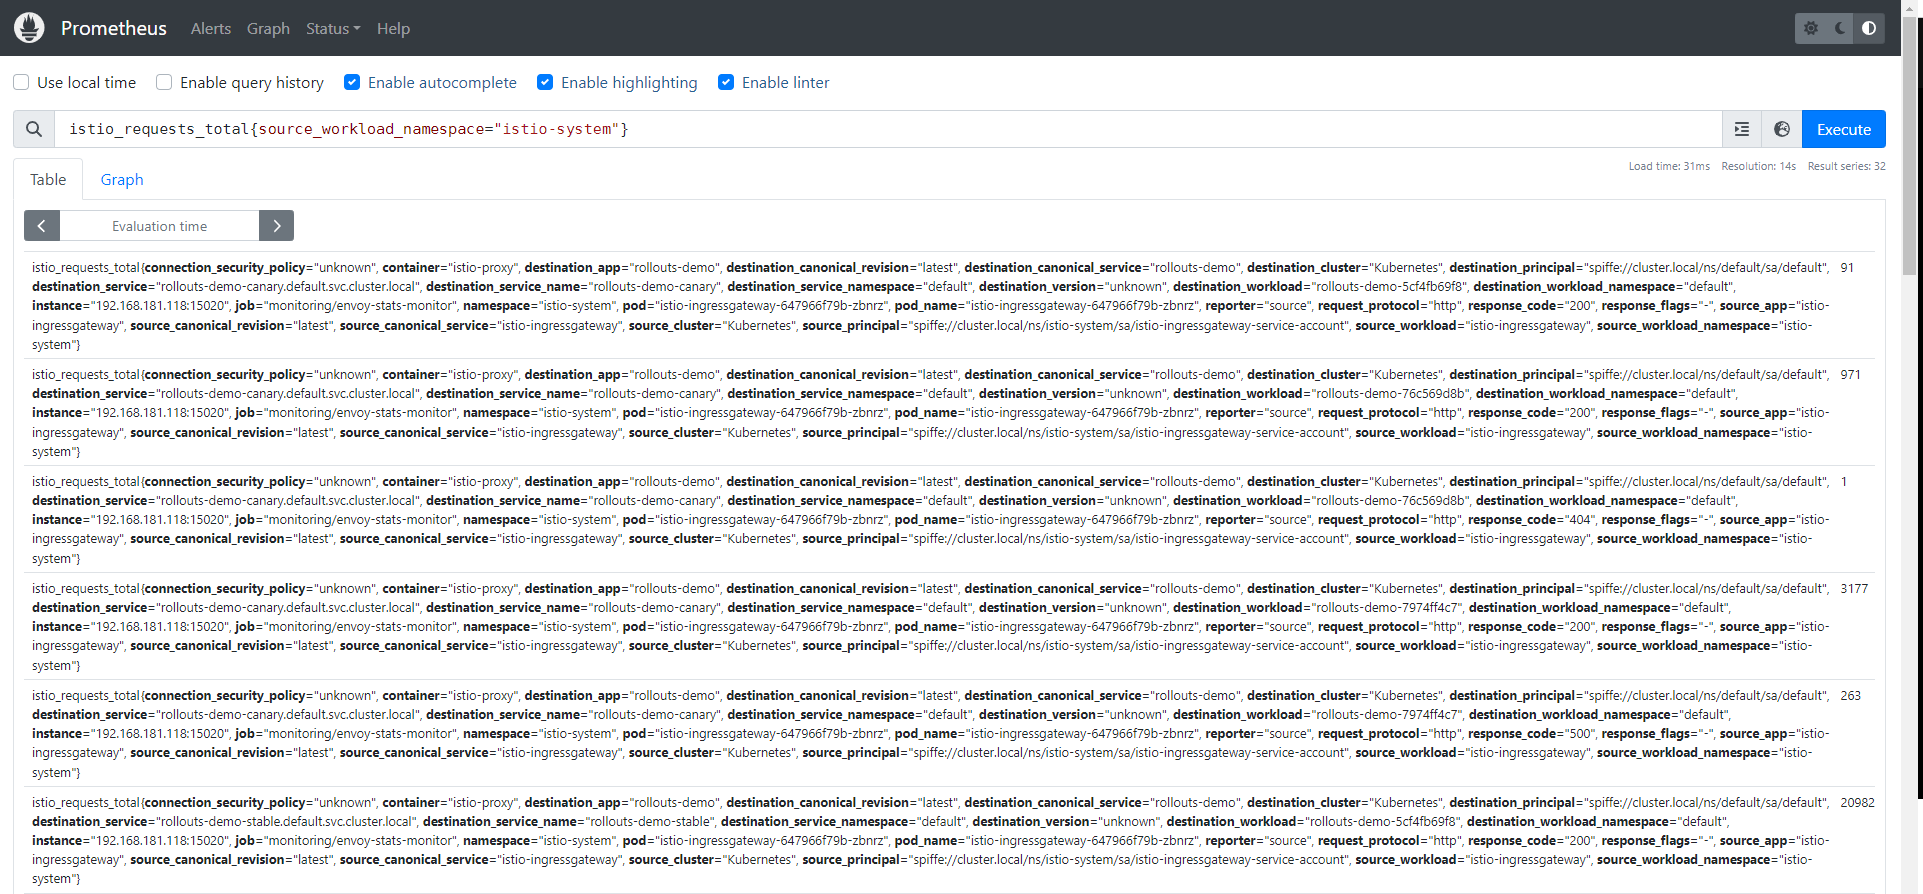 Prometheus Alerts Graph Status Help
Use local time Enable query history Enable autocomplete Enable highlighting Enable linter
istio_requests_total{source_workload_namespace="istio-system"} Execute
Load time: 31ms Resolution: 14s Result series: 32
Table Graph
Evaluation time
istio_requests_total{connection_security_policy="unknown", container="istio-proxy", destination_app="rollouts-demo", destination_canonical_revision="latest", destination_canonical_service="rollouts-demo", destination_cluster="Kubernetes", destination_principal="spiffe://cluster.local/ns/default/sa/default", 91
destination_service="rollouts-demo-canary.default.svc.cluster.local", destination_service_name="rollouts-demo-canary", destination_service_namespace="default", destination_version="unknown", destination_workload="rollouts-demo-5cf4fb69f8", destination_workload_namespace="default",
instance="192.168.181.118:15020", job="monitoring/envoy-stats-monitor", namespace="istio-system", pod="istio-ingressgateway-647966f79b-zbnrz", pod_name="istio-ingressgateway-647966f79b-zbnrz", reporter="source", request_protocol="http", response_code="200", response_flags="-", source_app="istio-
ingressgateway", source_canonical_revision="latest", source_canonical_service="istio-ingressgateway", source_cluster="Kubernetes", source_principal="spiffe://cluster.local/ns/istio-system/sa/istio-ingressgateway-service-account", source_workload="istio-ingressgateway", source_workload_namespace="istio-
system"}
istio_requests_total{connection_security_policy="unknown", container="istio-proxy", destination_app="rollouts-demo", destination_canonical_revision="latest", destination_canonical_service="rollouts-demo", destination_cluster="Kubernetes", destination_principal="spiffe://cluster.local/ns/default/sa/default", 971
destination_service="rollouts-demo-canary.default.svc.cluster.local", destination_service_name="rollouts-demo-canary", destination_service_namespace="default", destination_version="unknown", destination_workload="rollouts-demo-76c569d8b", destination_workload_namespace="default",
instance="192.168.181.118:15020", job="monitoring/envoy-stats-monitor", namespace="istio-system", pod="istio-ingressgateway-647966f79b-zbnrz", pod_name="istio-ingressgateway-647966f79b-zbnrz", reporter="source", request_protocol="http", response_code="200", response_flags="-", source_app="istio-
ingressgateway", source_canonical_revision="latest", source_canonical_service="istio-ingressgateway", source_cluster="Kubernetes", source_principal="spiffe://cluster.local/ns/istio-system/sa/istio-ingressgateway-service-account", source_workload="istio-ingressgateway", source_workload_namespace="istio-
system"}
istio_requests_total{connection_security_policy="unknown", container="istio-proxy", destination_app="rollouts-demo", destination_canonical_revision="latest", destination_canonical_service="rollouts-demo", destination_cluster="Kubernetes", destination_principal="spiffe://cluster.local/ns/default/sa/default", 1
destination_service="rollouts-demo-canary.default.svc.cluster.local", destination_service_name="rollouts-demo-canary", destination_service_namespace="default", destination_version="unknown", destination_workload="rollouts-demo-76c569d8b", destination_workload_namespace="default",
instance="192.168.181.118:15020", job="monitoring/envoy-stats-monitor", namespace="istio-system", pod="istio-ingressgateway-647966f79b-zbnrz", pod_name="istio-ingressgateway-647966f79b-zbnrz", reporter="source", request_protocol="http", response_code="404", response_flags="-", source_app="istio-
ingressgateway", source_canonical_revision="latest", source_canonical_service="istio-ingressgateway", source_cluster="Kubernetes", source_principal="spiffe://cluster.local/ns/istio-system/sa/istio-ingressgateway-service-account", source_workload="istio-ingressgateway", source_workload_namespace="istio-
system"}
istio_requests_total{connection_security_policy="unknown", container="istio-proxy", destination_app="rollouts-demo", destination_canonical_revision="latest", destination_canonical_service="rollouts-demo", destination_cluster="Kubernetes", destination_principal="spiffe://cluster.local/ns/default/sa/default", 3177
destination_service="rollouts-demo-canary.default.svc.cluster.local", destination_service_name="rollouts-demo-canary", destination_service_namespace="default", destination_version="unknown", destination_workload="rollouts-demo-7974ff4c7", destination_workload_namespace="default",
instance="192.168.181.118:15020", job="monitoring/envoy-stats-monitor", namespace="istio-system", pod="istio-ingressgateway-647966f79b-zbnrz", pod_name="istio-ingressgateway-647966f79b-zbnrz", reporter="source", request_protocol="http", response_code="200", response_flags="-", source_app="istio-
ingressgateway", source_canonical_revision="latest", source_canonical_service="istio-ingressgateway", source_cluster="Kubernetes", source_principal="spiffe://cluster.local/ns/istio-system/sa/istio-ingressgateway-service-account", source_workload="istio-ingressgateway", source_workload_namespace="istio-
system"}
istio_requests_total{connection_security_policy="unknown", container="istio-proxy", destination_app="rollouts-demo", destination_canonical_revision="latest", destination_canonical_service="rollouts-demo", destination_cluster="Kubernetes", destination_principal="spiffe://cluster.local/ns/default/sa/default", 263
destination_service="rollouts-demo-canary.default.svc.cluster.local", destination_service_name="rollouts-demo-canary", destination_service_namespace="default", destination_version="unknown", destination_workload="rollouts-demo-7974ff4c7", destination_workload_namespace="default",
instance="192.168.181.118:15020", job="monitoring/envoy-stats-monitor", namespace="istio-system", pod="istio-ingressgateway-647966f79b-zbnrz", pod_name="istio-ingressgateway-647966f79b-zbnrz", reporter="source", request_protocol="http", response_code="500", response_flags="-", source_app="istio-
ingressgateway", source_canonical_revision="latest", source_canonical_service="istio-ingressgateway", source_cluster="Kubernetes", source_principal="spiffe://cluster.local/ns/istio-system/sa/istio-ingressgateway-service-account", source_workload="istio-ingressgateway", source_workload_namespace="istio-
system"}
istio_requests_total{connection_security_policy="unknown", container="istio-proxy", destination_app="rollouts-demo", destination_canonical_revision="latest", destination_canonical_service="rollouts-demo", destination_cluster="Kubernetes", destination_principal="spiffe://cluster.local/ns/default/sa/default", 20982
destination_service="rollouts-demo-stable.default.svc.cluster.local", destination_service_name="rollouts-demo-stable", destination_service_namespace="default", destination_version="unknown", destination_workload="rollouts-demo-5cf4fb69f8", destination_workload_namespace="default",
instance="192.168.181.118:15020", job="monitoring/envoy-stats-monitor", namespace="istio-system", pod="istio-ingressgateway-647966f79b-zbnrz", pod_name="istio-ingressgateway-647966f79b-zbnrz", reporter="source", request_protocol="http", response_code="200", response_flags="-", source_app="istio-
ingressgateway", source_canonical_revision="latest", source_canonical_service="istio-ingressgateway", source_cluster="Kubernetes", source_principal="spiffe://cluster.local/ns/istio-system/sa/istio-ingressgateway-service-account", source_workload="istio-ingressgateway", source_workload_namespace="istio-
system"}